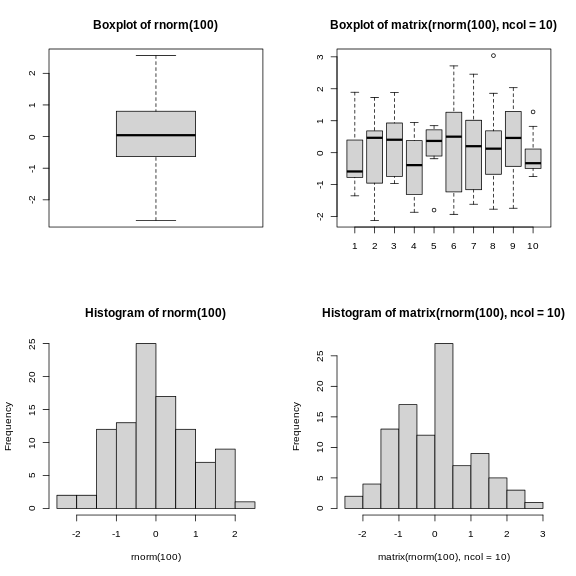 Boxplot of rnorm(100)
2
1
0
-1
-2
Boxplot of matrix(rnorm(100), ncol = 10)
3
2
1
0
-1
-2
1 2 3 4 5 6 7 8 9 10
Histogram of rnorm(100)
Frequency
25
20
15
10
5
0
-2 -1 0 1 2
rnorm(100)
Histogram of matrix(rnorm(100), ncol = 10)
Frequency
25
20
15
10
5
0
-2 -1 0 1 2 3
matrix(rnorm(100), ncol = 10)